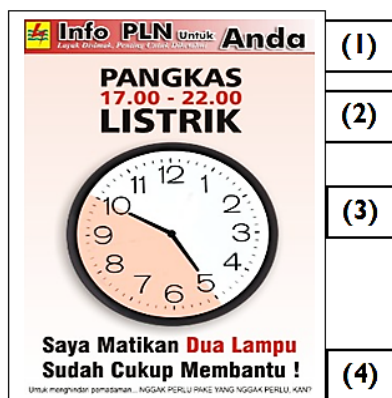 Info PLN Untuk Anda
Layak Disimak, Penting Untuk Diketahui
PANGKAS
17.00 - 22.00
LISTRIK
12
11 1
10 2
9 3
8 4
7 5
6
Saya Matikan Dua Lampu
Sudah Cukup Membantu !
Untuk menghindari pemadaman... NGGAK PERLU PAKE YANG NGGAK PERLU, KAN?
(1)
(2)
(3)
(4)